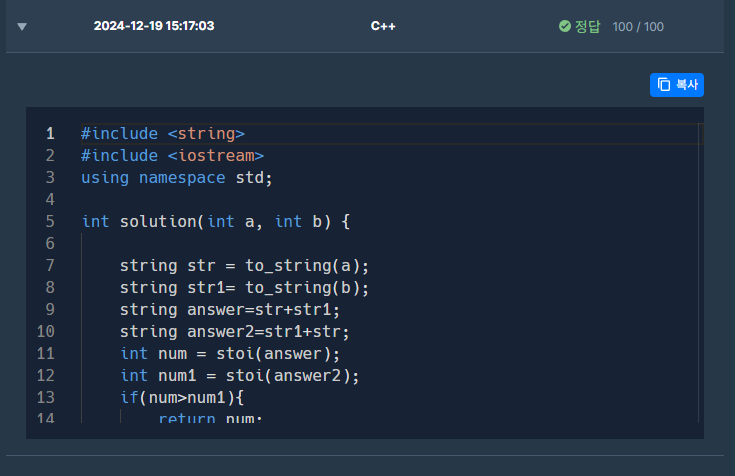 2024-12-19 15:17:03 C++ 정답 100 / 100
복사
1 #include <string>
2 #include <iostream>
3 using namespace std;
4
5 int solution(int a, int b) {
6
7 string str = to_string(a);
8 string str1= to_string(b);
9 string answer=str+str1;
10 string answer2=str1+str;
11 int num = stoi(answer);
12 int num1 = stoi(answer2);
13 if(num>num1){
14 return num;